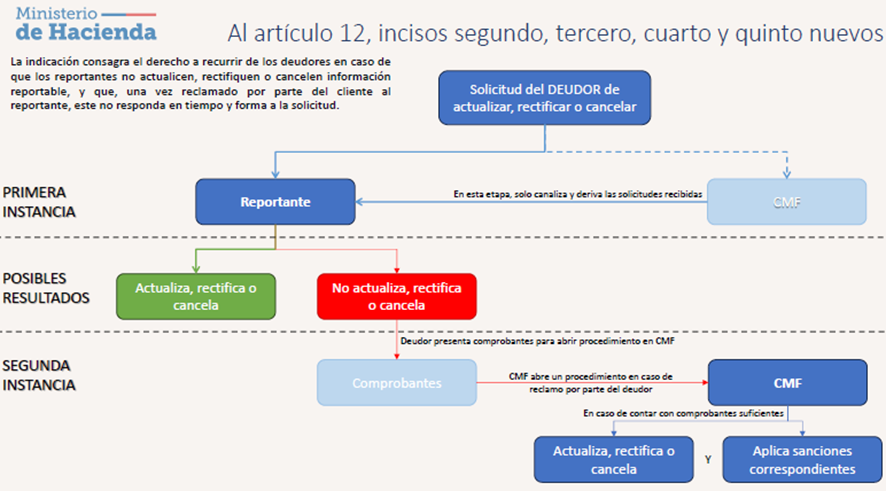 Ministerio
de Hacienda
Al artículo 12, incisos segundo, tercero, cuarto y quinto nuevos
La indicación consagra el derecho a recurrir de los deudores en caso de
que los reportantes no actualicen, rectifiquen o cancelen información
reportable, y que, una vez reclamado por parte del cliente al
reportante, este no responda en tiempo y forma a la solicitud.
Solicitud del DEUDOR de
actualizar, rectificar o cancelar
PRIMERA
INSTANCIA
Reportante
En esta etapa, solo canaliza y deriva las solicitudes recibidas
CMF
POSIBLES
RESULTADOS
Actualiza, rectifica o
cancela
No actualiza, rectifica
o cancela
Deudor presenta comprobantes para abrir procedimiento en CMF
SEGUNDA
INSTANCIA
Comprobantes
CMF abre un procedimiento en caso de
reclamo por parte del deudor
CMF
En caso de contar con comprobantes suficientes
Actualiza, rectifica o
cancela
Y
Aplica sanciones
correspondientes